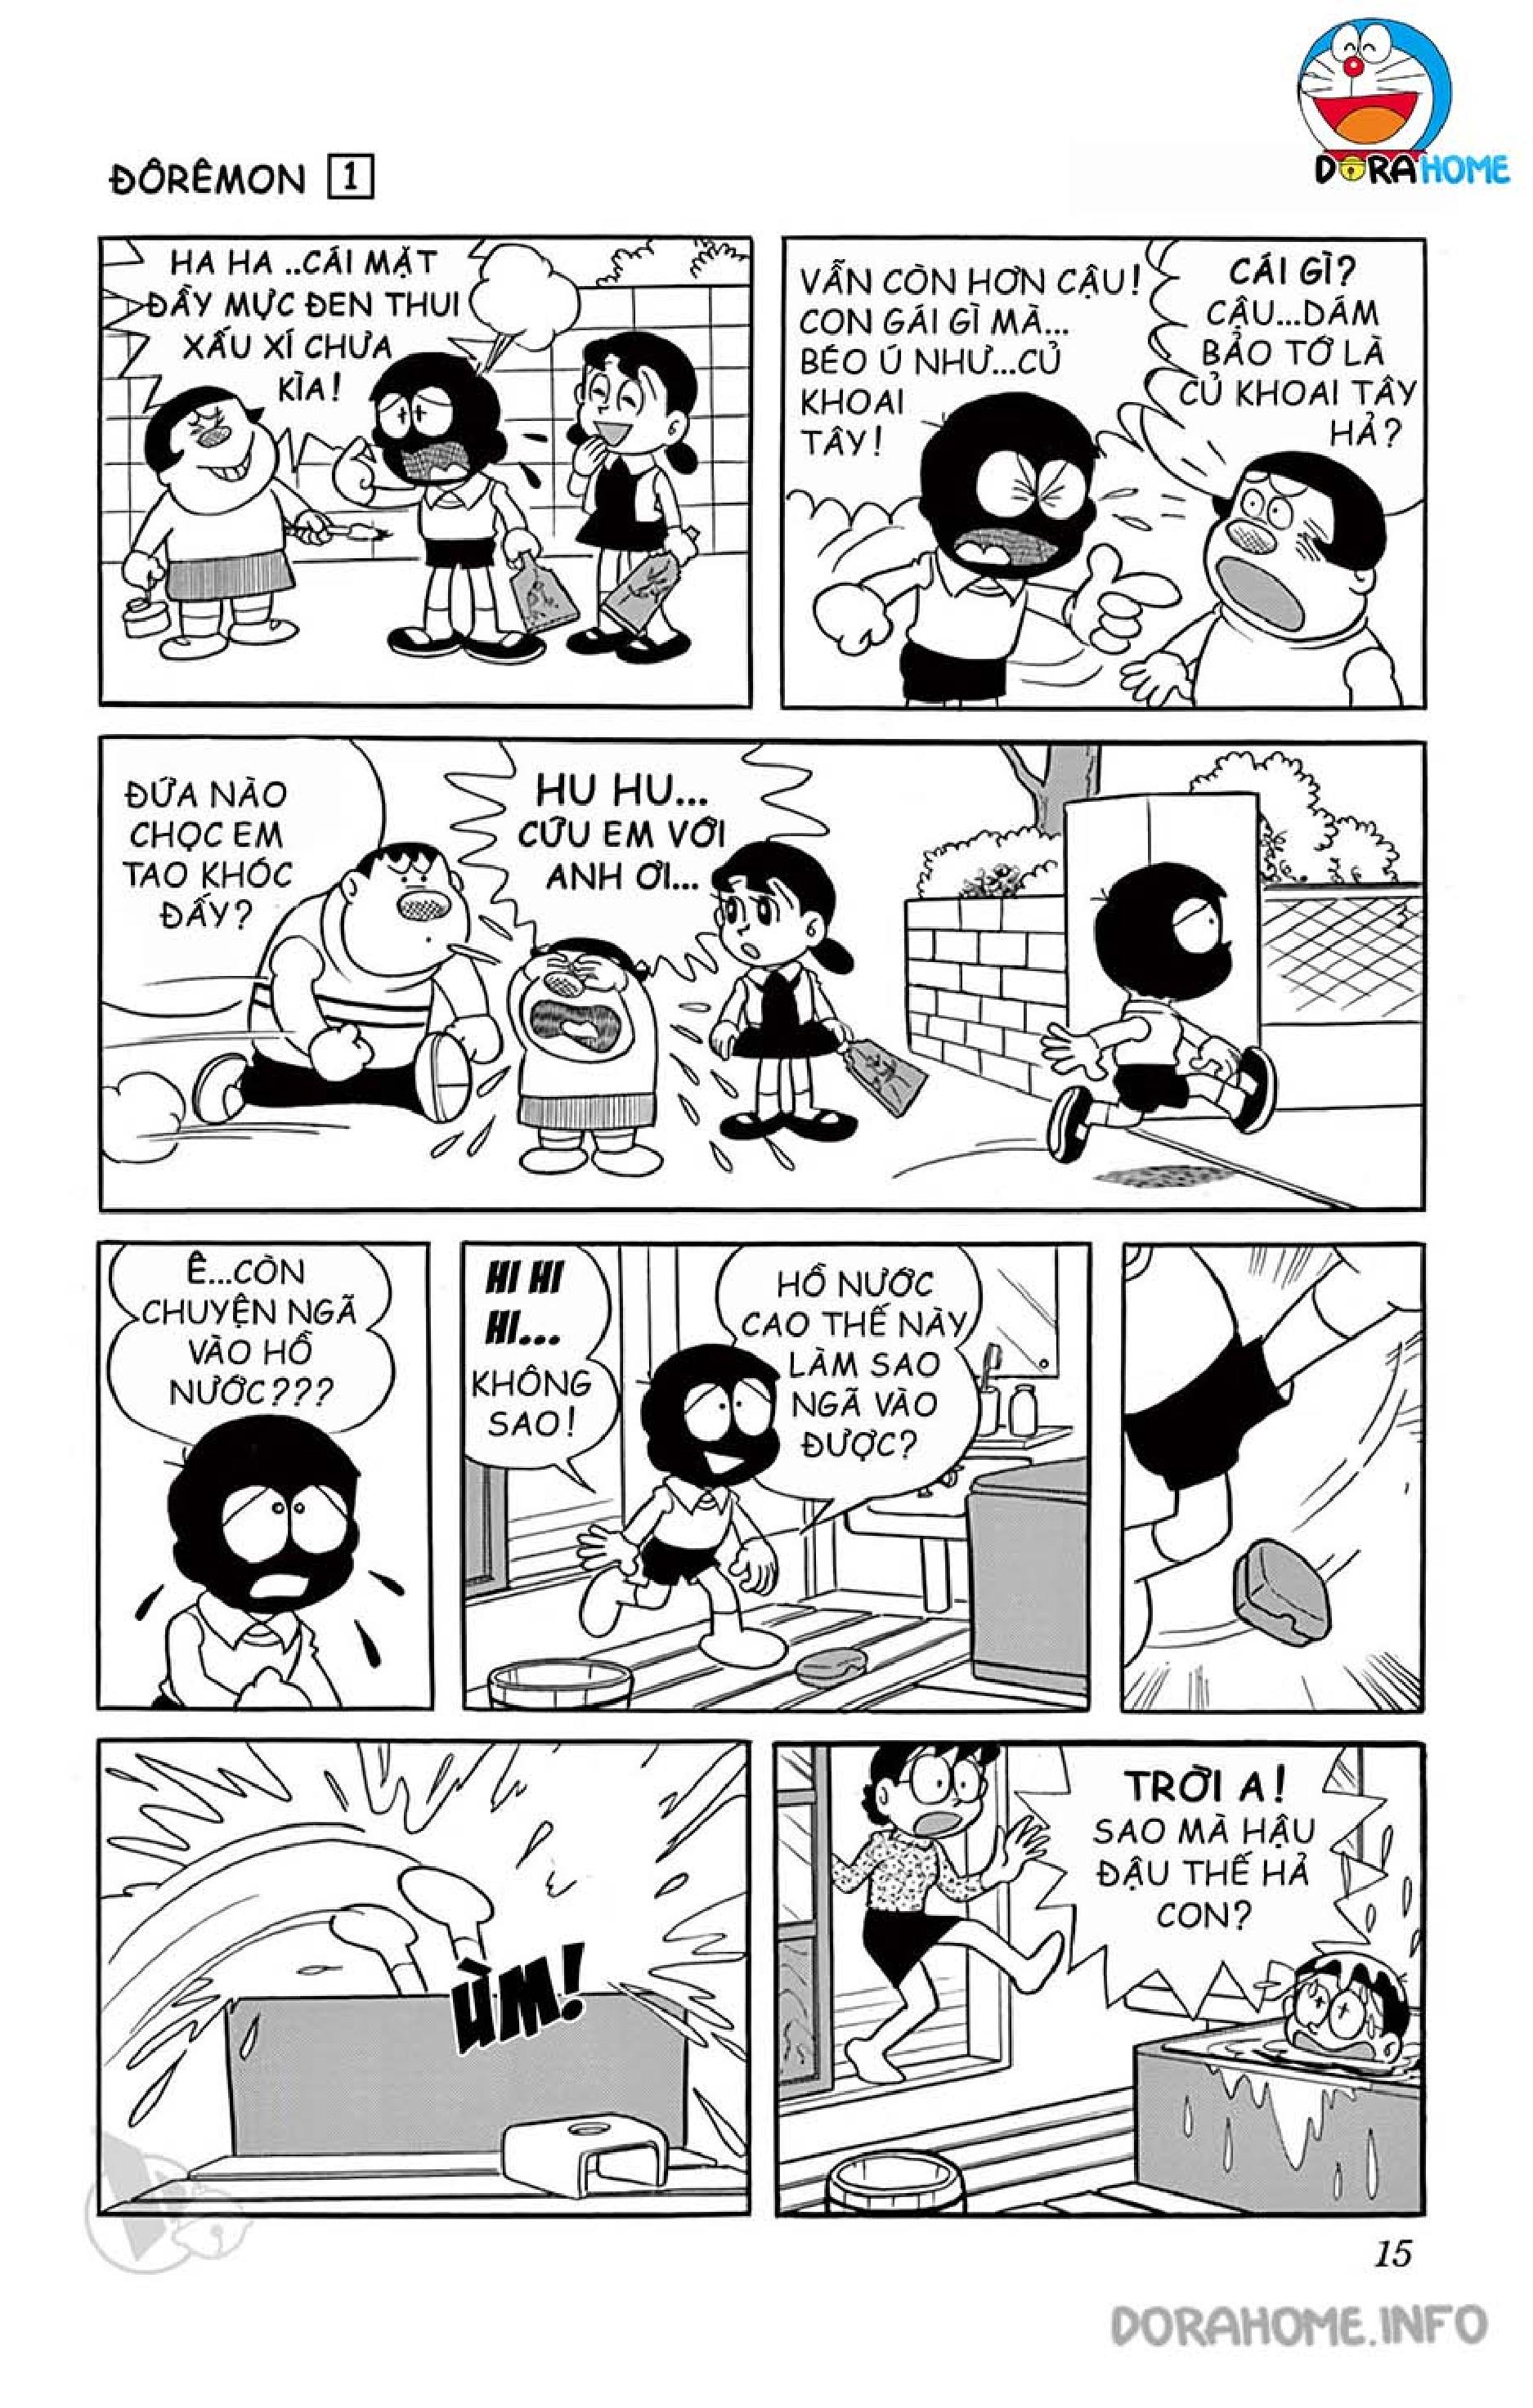 DORAHOME
ĐÔRÊMON 1
HA HA ..CÁI MẶT
ĐẦY MỰC ĐEN THUI
XẤU XÍ CHƯA
KÌA!
VẪN CÒN HƠN CẬU!
CON GÁI GÌ MÀ...
BÉO Ú NHƯ...CỦ
KHOAI
TÂY!
CÁI GÌ?
CẬU...DÁM
BẢO TỚ LÀ
CỦ KHOAI TÂY
HẢ?
ĐỨA NÀO
CHỌC EM
TAO KHÓC
ĐẤY?
HU HU...
CỨU EM VỚI
ANH ƠI...
Ê...CÒN
CHUYỆN NGÃ
VÀO HỒ
NƯỚC???
HI HI
HI...
KHÔNG
SAO!
HỒ NƯỚC
CAO THẾ NÀY
LÀM SAO
NGÃ VÀO
ĐƯỢC?
ÙM!
TRỜI A!
SAO MÀ HẬU
ĐẬU THẾ HẢ
CON?
15
DORAHOME.INFO